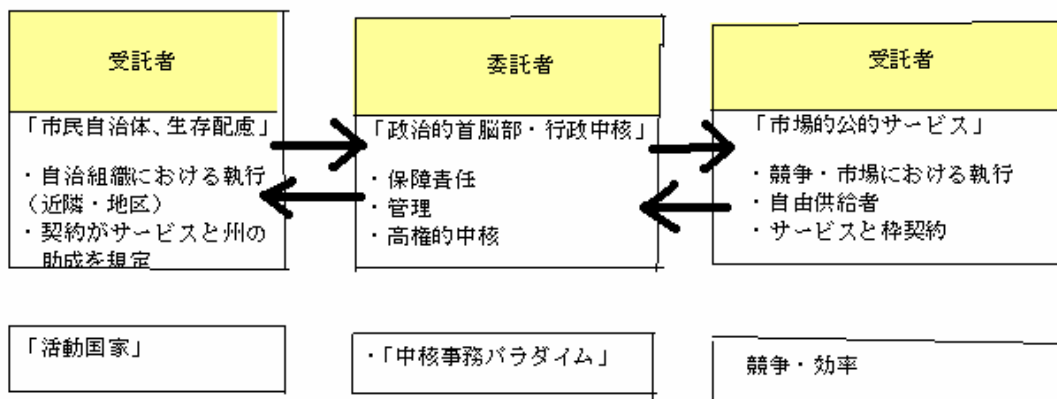 受託者
「市民自治体、生存配慮」
・自治組織における執行
（近隣・地区）
・契約がサービスと州の
助成を規定
委託者
「政治的首脳部・行政中核」
・保障責任
・管理
・高権的中核
受託者
「市場的公的サービス」
・競争・市場における執行
・自由供給者
・サービスと枠契約
「活動国家」
・「中核事務パラダイム」
競争・効率